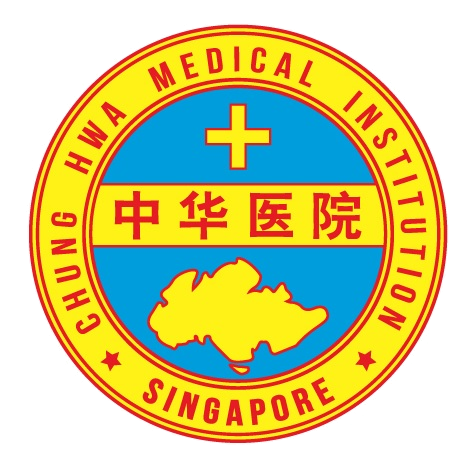 CHUNG HWA MEDICAL INSTITUTION
中华医院
SINGAPORE